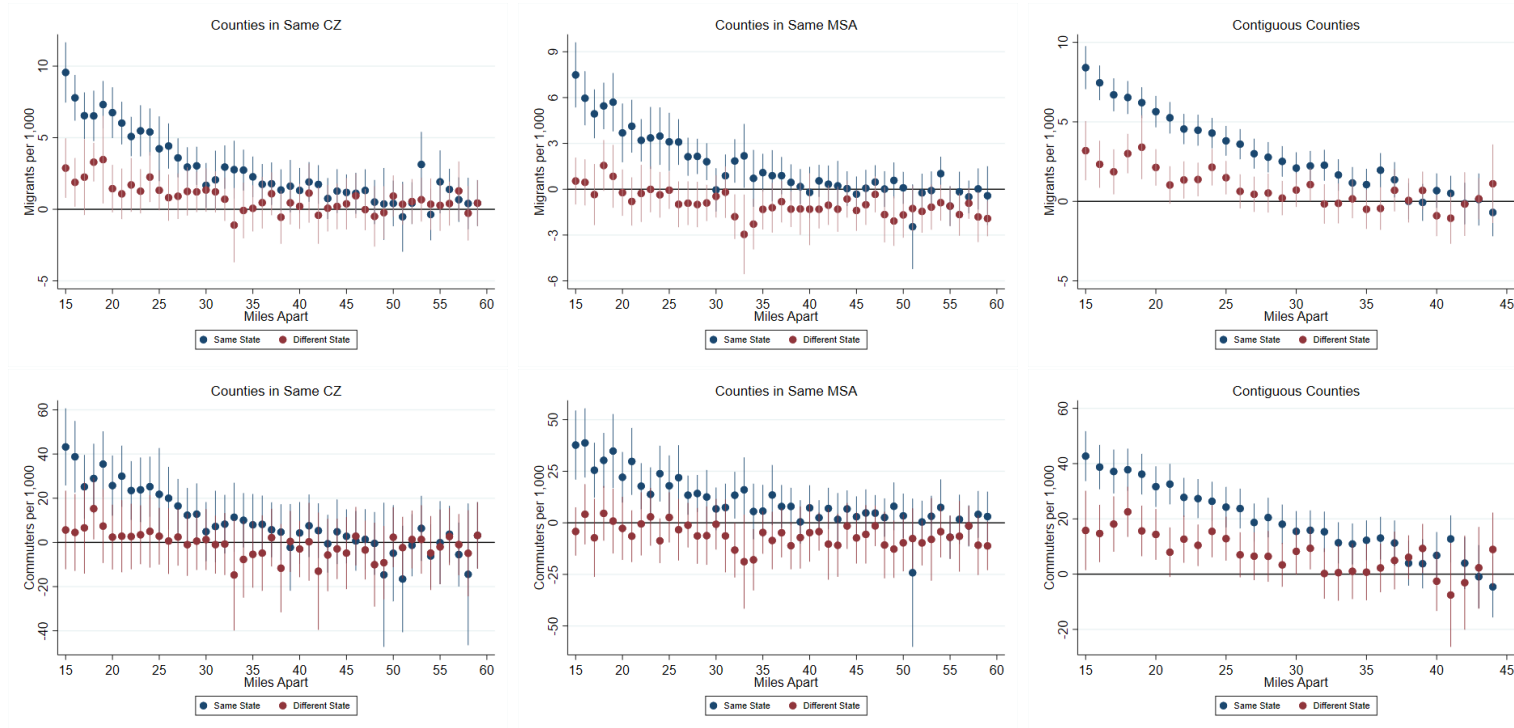 Counties in Same CZ
Migrants per 1,000
10
5
0
-5
15 20 25 30 35 40 45 50 55 60
Miles Apart
Same State Different State
Counties in Same MSA
Migrants per 1,000
9
6
3
0
-3
-6
15 20 25 30 35 40 45 50 55 60
Miles Apart
Same State Different State
Contiguous Counties
Migrants per 1,000
10
5
0
-5
15 20 25 30 35 40 45
Miles Apart
Same State Different State
Counties in Same CZ
Commuters per 1,000
60
40
20
0
-20
-40
15 20 25 30 35 40 45 50 55 60
Miles Apart
Same State Different State
Counties in Same MSA
Commuters per 1,000
50
25
0
-25
-50
15 20 25 30 35 40 45 50 55 60
Miles Apart
Same State Different State
Contiguous Counties
Commuters per 1,000
60
40
20
0
-20
15 20 25 30 35 40 45
Miles Apart
Same State Different State